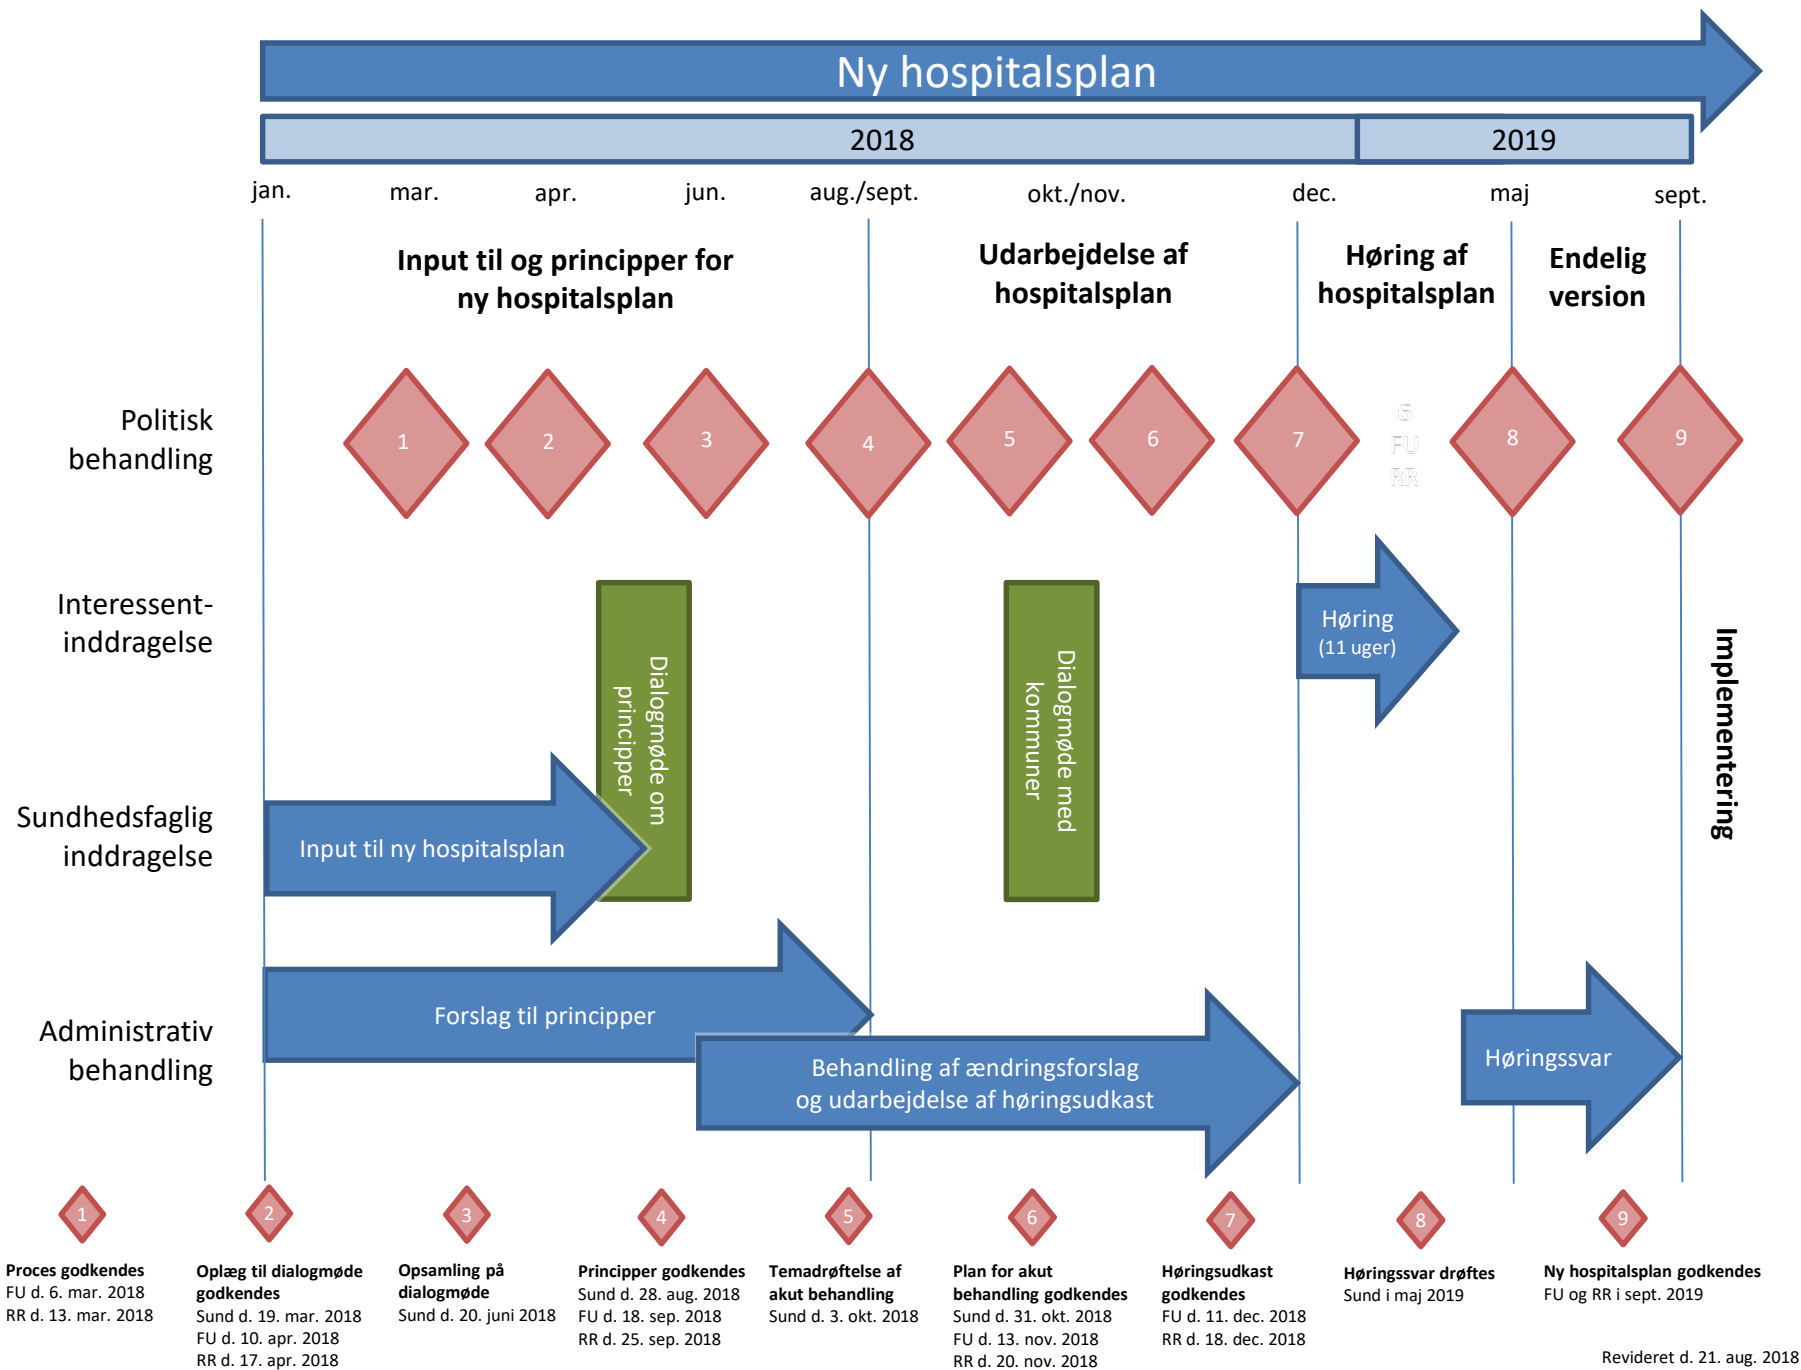 Ny hospitalsplan
2018
2019
jan.
mar.
apr.
jun.
aug./sept.
okt./nov.
dec.
maj
sept.
Input til og principper for
ny hospitalsplan
Udarbejdelse af
hospitalsplan
Høring af
hospitalsplan
Endelig
version
Politisk
behandling
1
2
3
4
5
6
7
6
FU
RR
8
9
Interessent-
inddragelse
Dialogmøde om
principper
Dialogmøde med
kommuner
Høring
(11 uger)
Implementering
Sundhedsfaglig
inddragelse
Input til ny hospitalsplan
Administrativ
behandling
Forslag til principper
Behandling af ændringsforslag
og udarbejdelse af høringsudkast
Høringssvar
1
Proces godkendes
FU d. 6. mar. 2018
RR d. 13. mar. 2018
2
Oplæg til dialogmøde
godkendes
Sund d. 19. mar. 2018
FU d. 10. apr. 2018
RR d. 17. apr. 2018
3
Opsamling på
dialogmøde
Sund d. 20. juni 2018
4
Principper godkendes
Sund d. 28. aug. 2018
FU d. 18. sep. 2018
RR d. 25. sep. 2018
5
Temadrøftelse af
akut behandling
Sund d. 3. okt. 2018
6
Plan for akut
behandling godkendes
Sund d. 31. okt. 2018
FU d. 13. nov. 2018
RR d. 20. nov. 2018
7
Høringsudkast
godkendes
FU d. 11. dec. 2018
RR d. 18. dec. 2018
8
Høringssvar drøftes
Sund i maj 2019
9
Ny hospitalsplan godkendes
FU og RR i sept. 2019
Revideret d. 21. aug. 2018